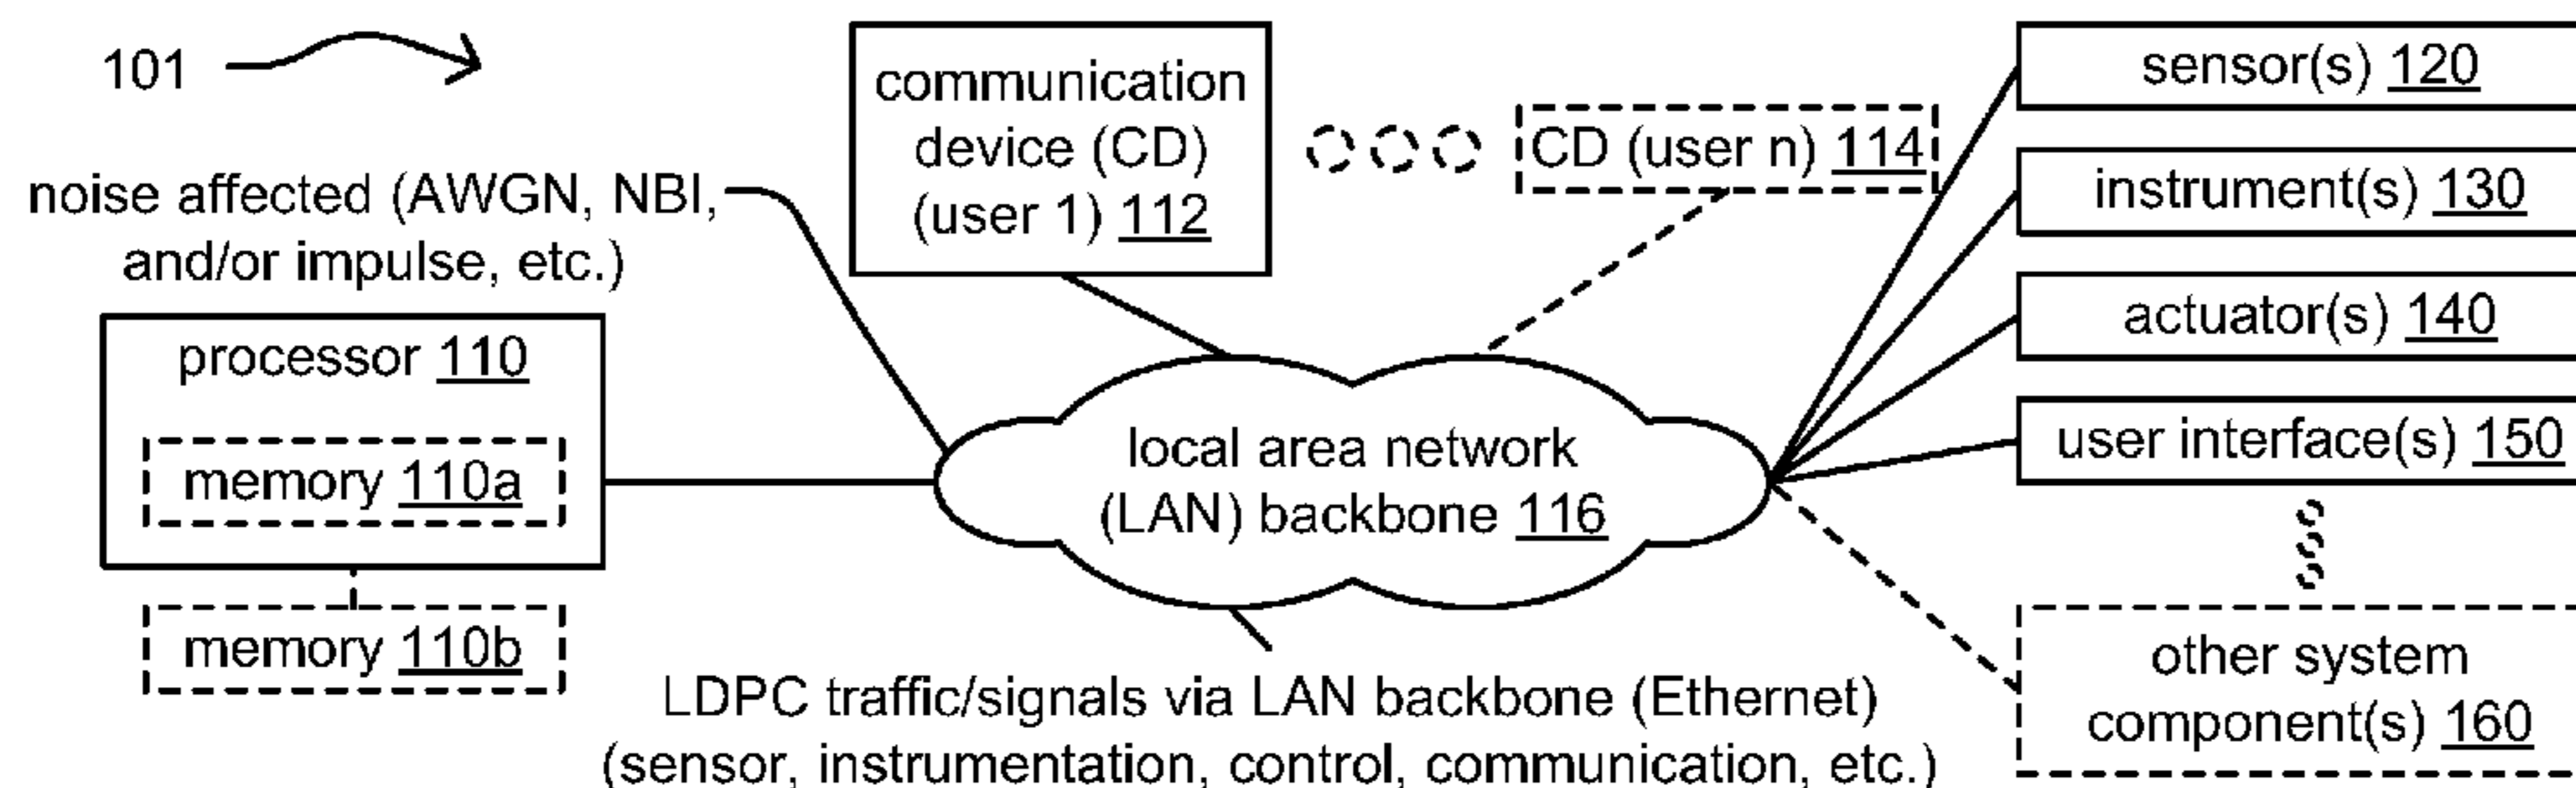 101
communication
device (CD)
(user 1) 112
CD (user n) 114
sensor(s) 120
instrument(s) 130
actuator(s) 140
user interface(s) 150
other system
component(s) 160
noise affected (AWGN, NBI,
and/or impulse, etc.)
processor 110
memory 110a
memory 110b
local area network
(LAN) backbone 116
LDPC traffic/signals via LAN backbone (Ethernet)
(sensor, instrumentation, control, communication, etc.)